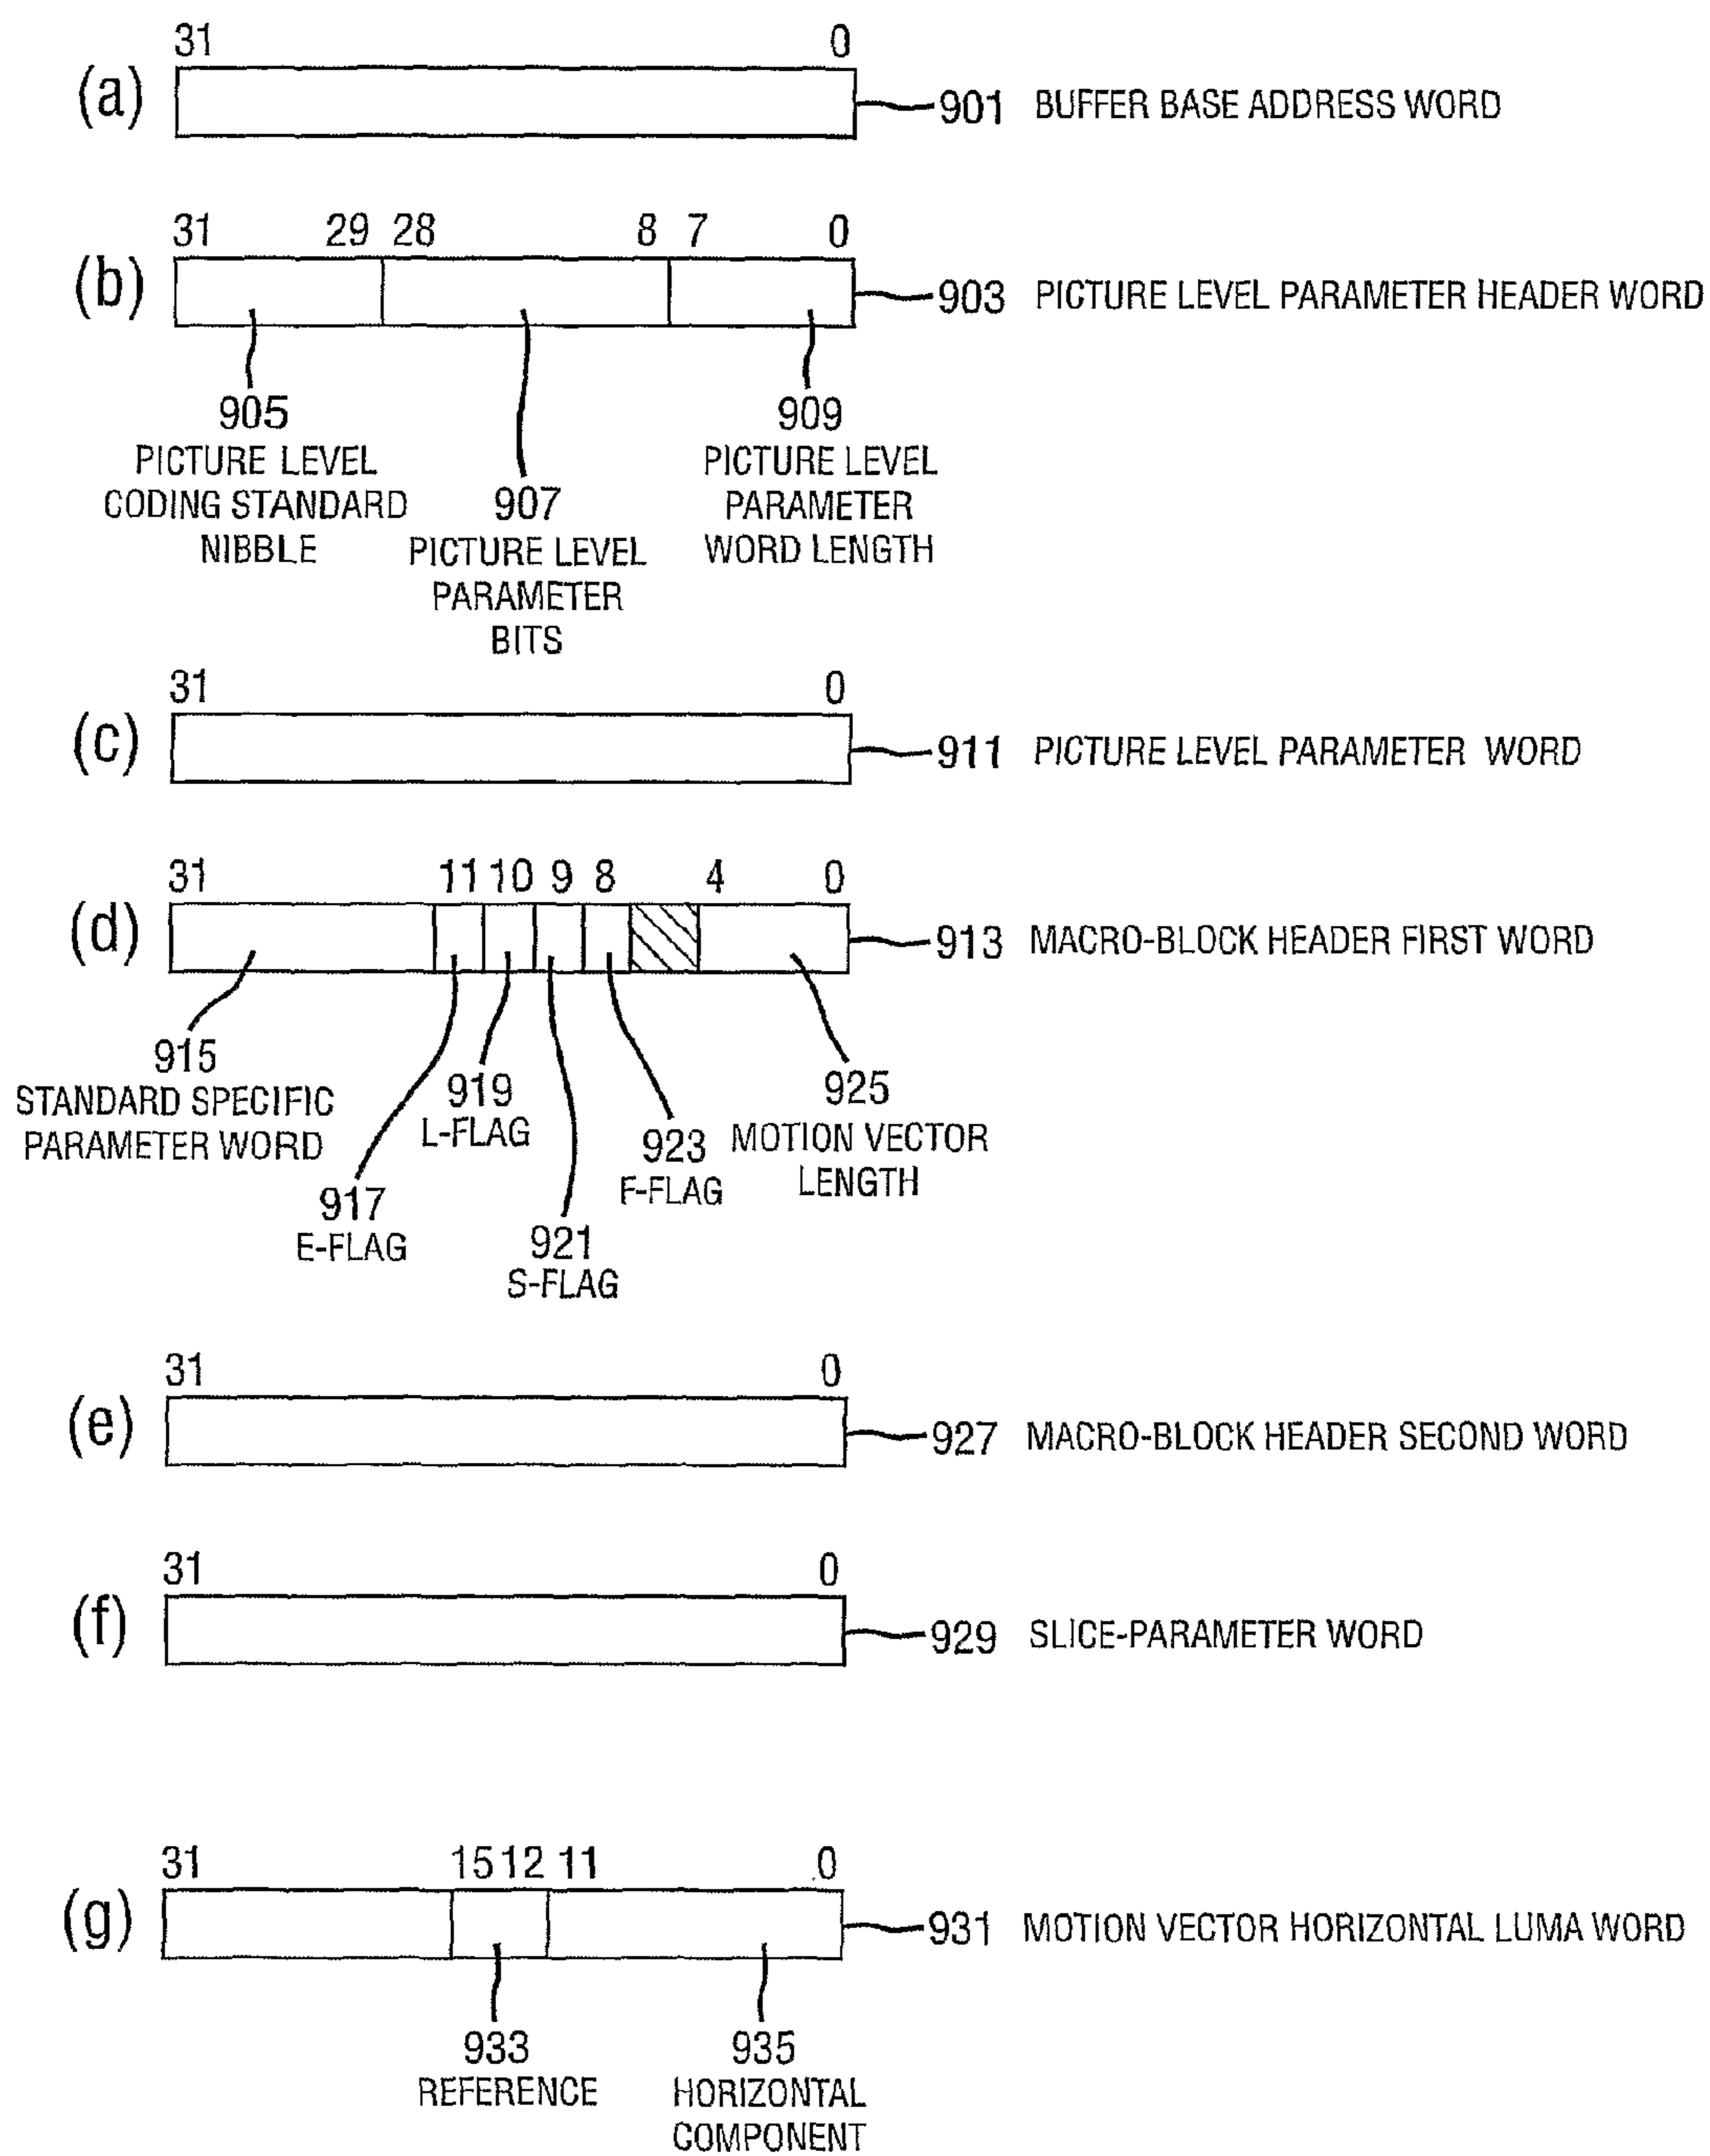 31 0
(a) 901 BUFFER BASE ADDRESS WORD
31 29 28 8 7 0
(b) 903 PICTURE LEVEL PARAMETER HEADER WORD
905
PICTURE LEVEL
CODING STANDARD
NIBBLE
907
PICTURE LEVEL
PARAMETER
BITS
909
PICTURE LEVEL
PARAMETER
WORD LENGTH
31 0
(c) 911 PICTURE LEVEL PARAMETER WORD
31 11 10 9 8 4 0
(d) 913 MACRO-BLOCK HEADER FIRST WORD
915
STANDARD SPECIFIC
PARAMETER WORD
917
E-FLAG
919
L-FLAG
921
S-FLAG
923
F-FLAG
925
MOTION VECTOR
LENGTH
31 0
(e) 927 MACRO-BLOCK HEADER SECOND WORD
31 0
(f) 929 SLICE-PARAMETER WORD
31 15 12 11 0
(g) 931 MOTION VECTOR HORIZONTAL LUMA WORD
933
REFERENCE
935
HORIZONTAL
COMPONENT